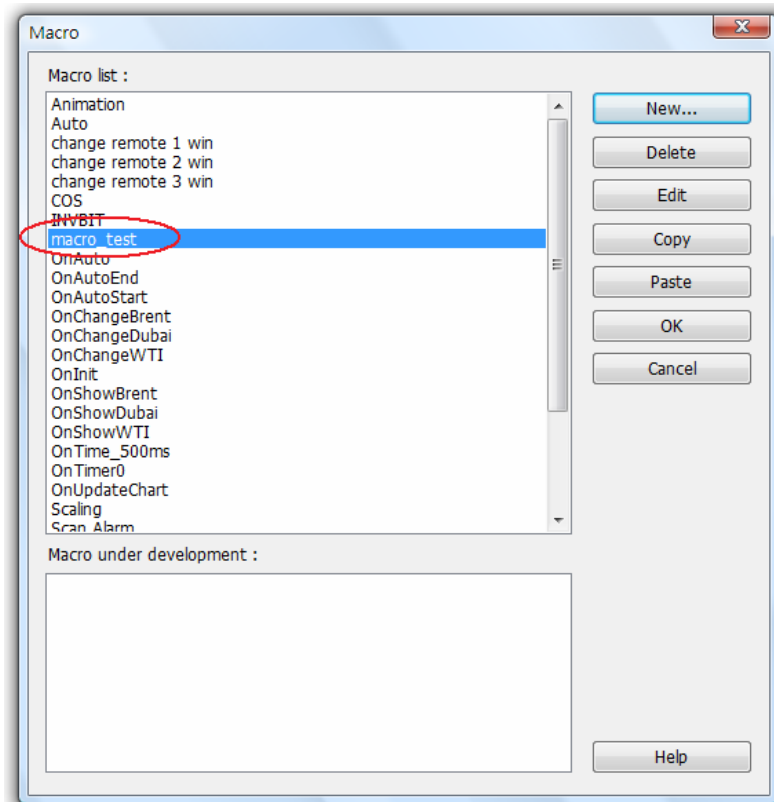 Macro
Macro list :
Animation
Auto
change remote 1 win
change remote 2 win
change remote 3 win
COS
INVBIT
macro_test
OnAuto
OnAutoEnd
OnAutoStart
OnChangeBrent
OnChangeDubai
OnChangeWTI
OnInit
OnShowBrent
OnShowDubai
OnShowWTI
OnTime_500ms
OnTimer0
OnUpdateChart
Scaling
Scan Alarm
New...
Delete
Edit
Copy
Paste
OK
Cancel
Macro under development :
Help